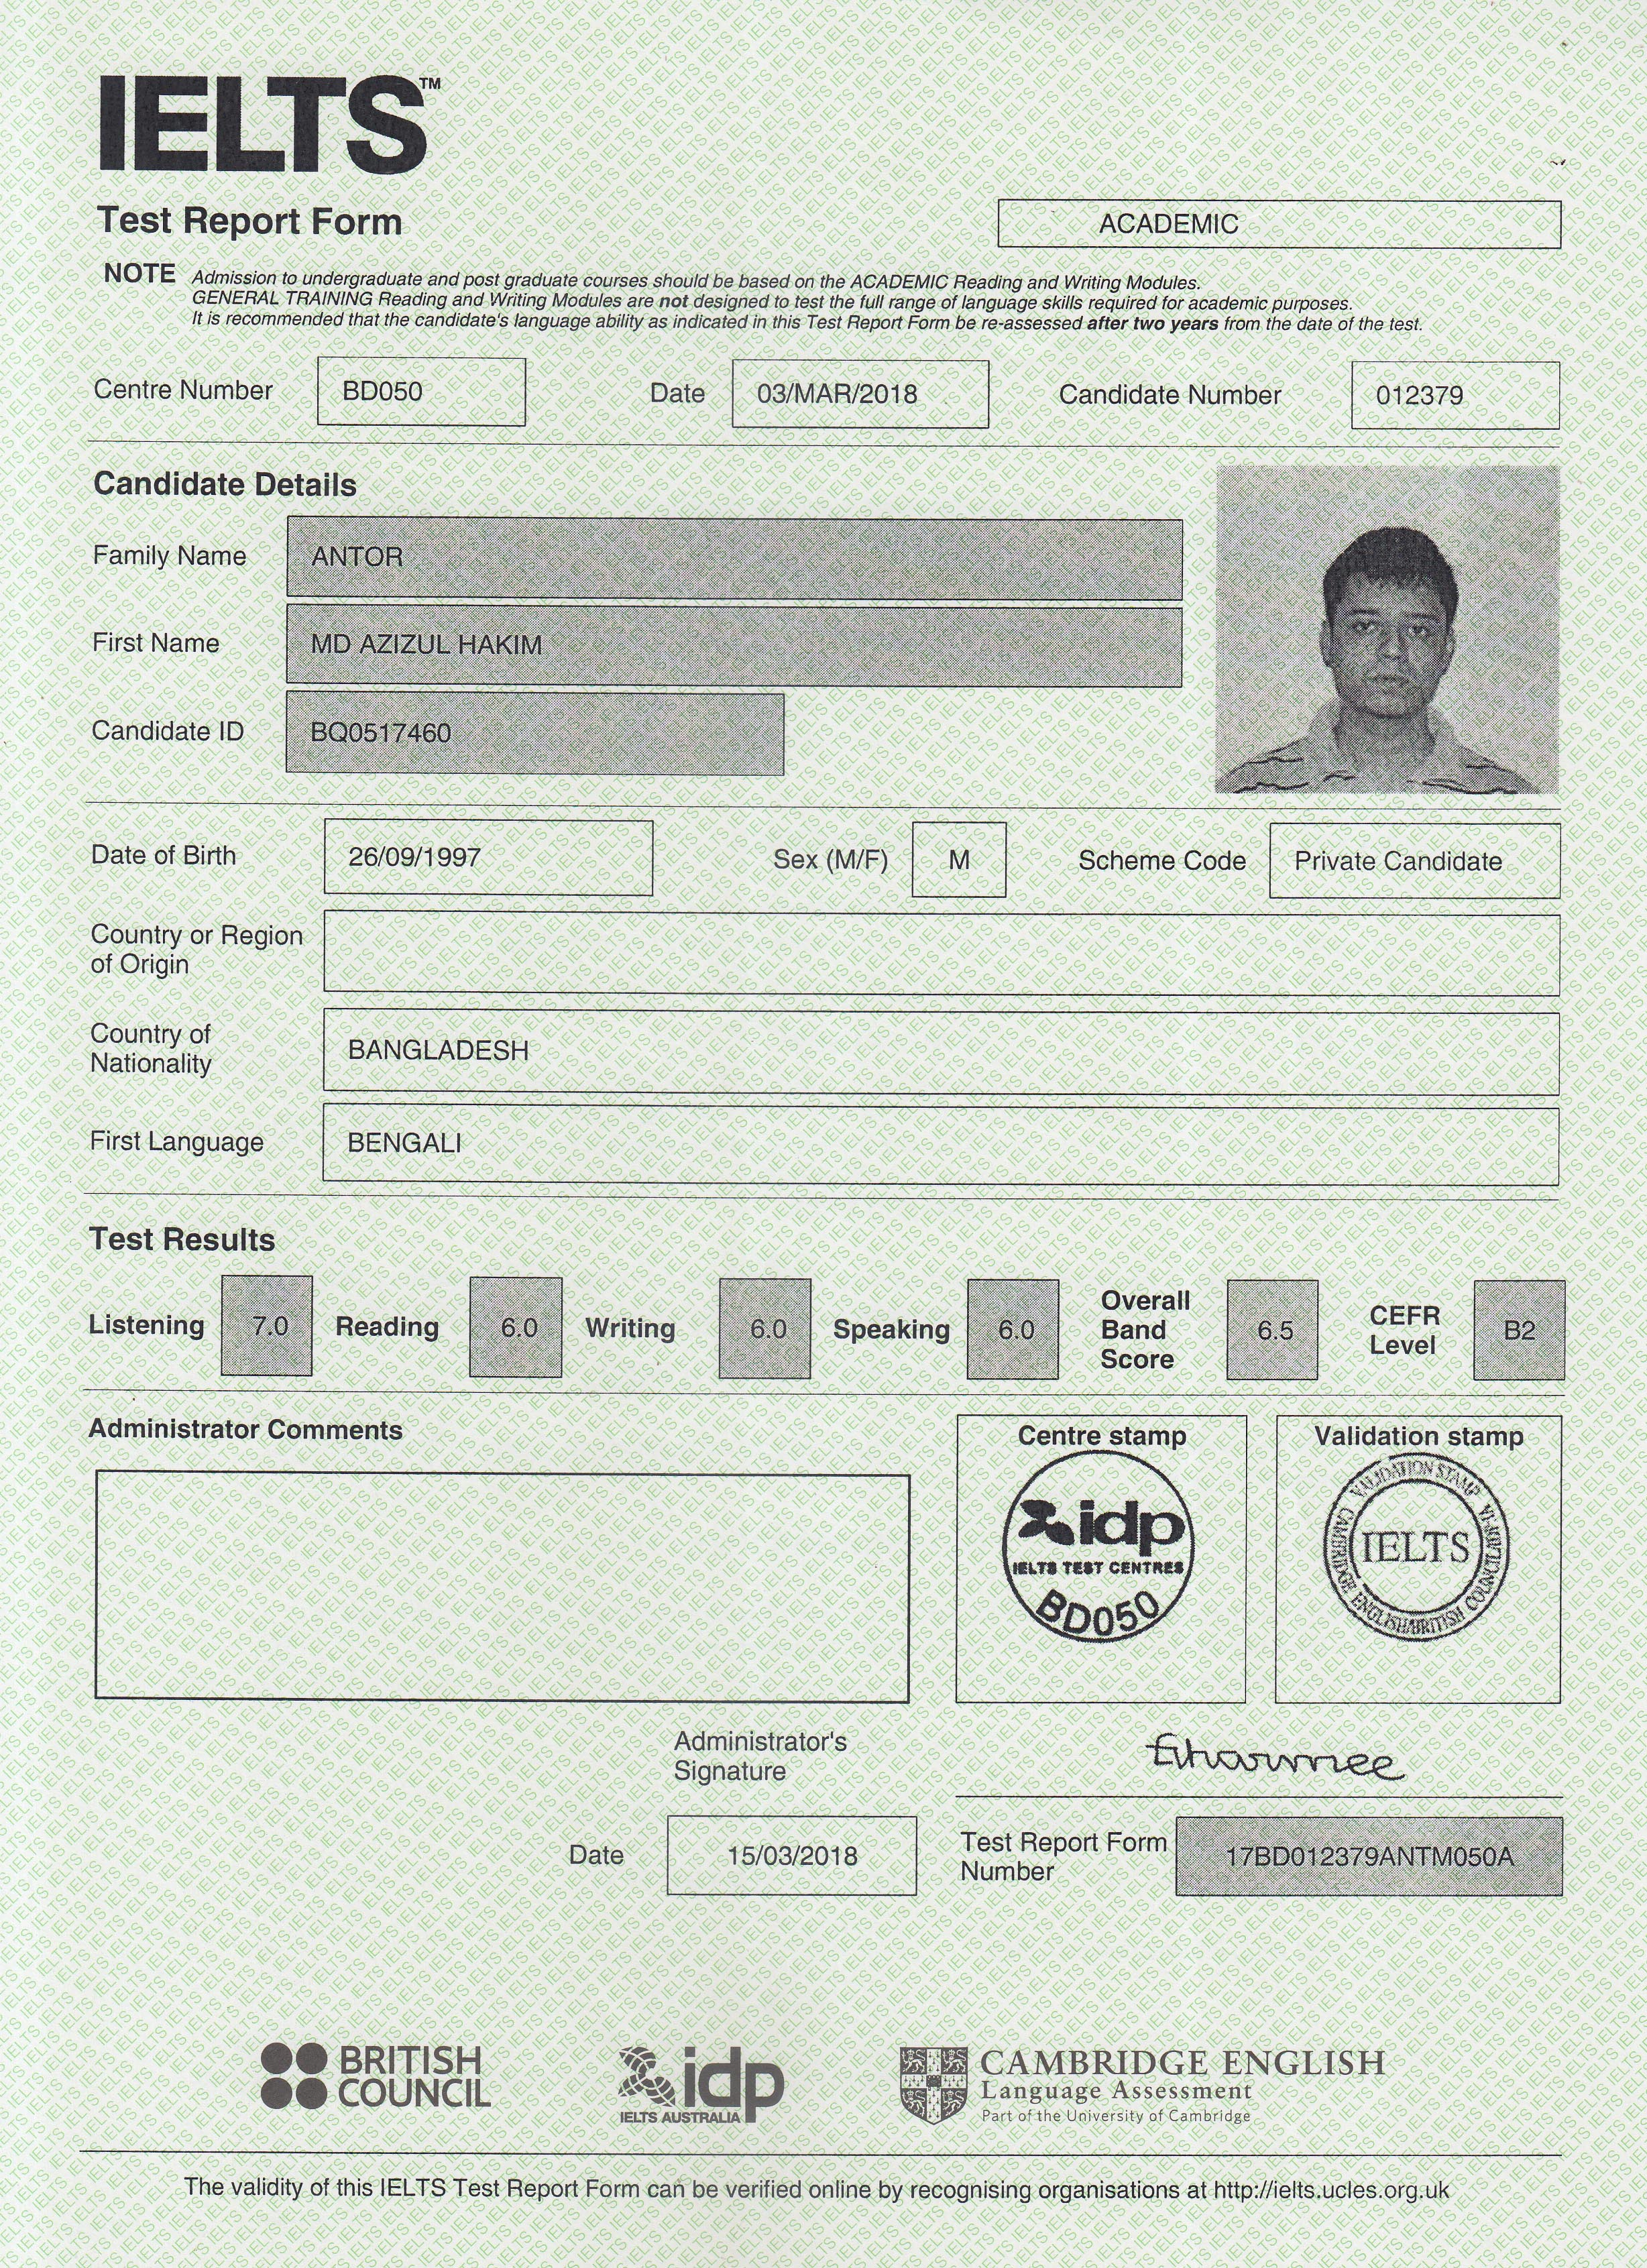 IELTS™
Test Report Form
ACADEMIC
NOTE Admission to undergraduate and post graduate courses should be based on the ACADEMIC Reading and Writing Modules.
GENERAL TRAINING Reading and Writing Modules are not designed to test the full range of language skills required for academic purposes.
It is recommended that the candidate's language ability as indicated in this Test Report Form be re-assessed after two years from the date of the test.
Centre Number BD050 Date 03/MAR/2018 Candidate Number 012379
Candidate Details
Family Name ANTOR
First Name MD AZIZUL HAKIM
Candidate ID BQ0517460
Date of Birth 26/09/1997 Sex (M/F) M Scheme Code Private Candidate
Country or Region
of Origin
Country of
Nationality
BANGLADESH
First Language BENGALI
Test Results
Listening 7.0 Reading 6.0 Writing 6.0 Speaking 6.0
Overall
Band
Score
6.5
CEFR
Level
B2
Administrator Comments
Centre stamp
idp
IELTS TEST CENTRES
BD050
Validation stamp
VALIDATION STAMP
IELTS
CAMBRIDGE ENGLISH/BRITISH COUNCIL/IDP:IA
Administrator's
Signature
Date 15/03/2018
Test Report Form
Number
17BD012379ANTM050A
BRITISH
COUNCIL
idp
IELTS AUSTRALIA
CAMBRIDGE ENGLISH
Language Assessment
Part of the University of Cambridge
The validity of this IELTS Test Report Form can be verified online by recognising organisations at http://ielts.ucles.org.uk